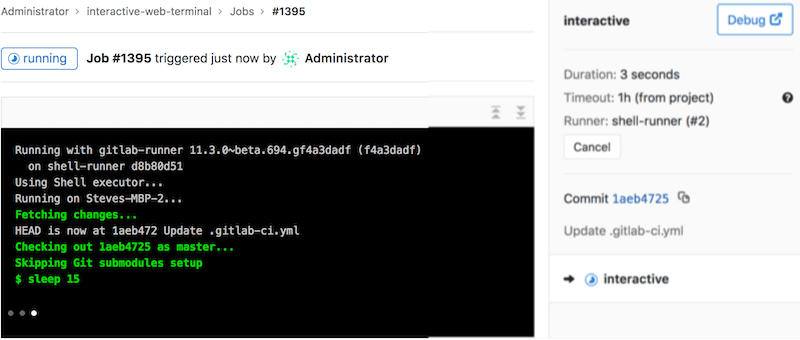 Administrator > interactive-web-terminal > Jobs > #1395
running Job #1395 triggered just now by Administrator
Running with gitlab-runner 11.3.0~beta.694.gf4a3dadf (f4a3dadf)
on shell-runner d8b80d51
Using Shell executor...
Running on Steves-MBP-2...
Fetching changes...
HEAD is now at 1aeb472 Update .gitlab-ci.yml
Checking out 1aeb4725 as master...
Skipping Git submodules setup
$ sleep 15
interactive
Debug
Duration: 3 seconds
Timeout: 1h (from project)
Runner: shell-runner (#2)
Cancel
Commit 1aeb4725
Update .gitlab-ci.yml
interactive